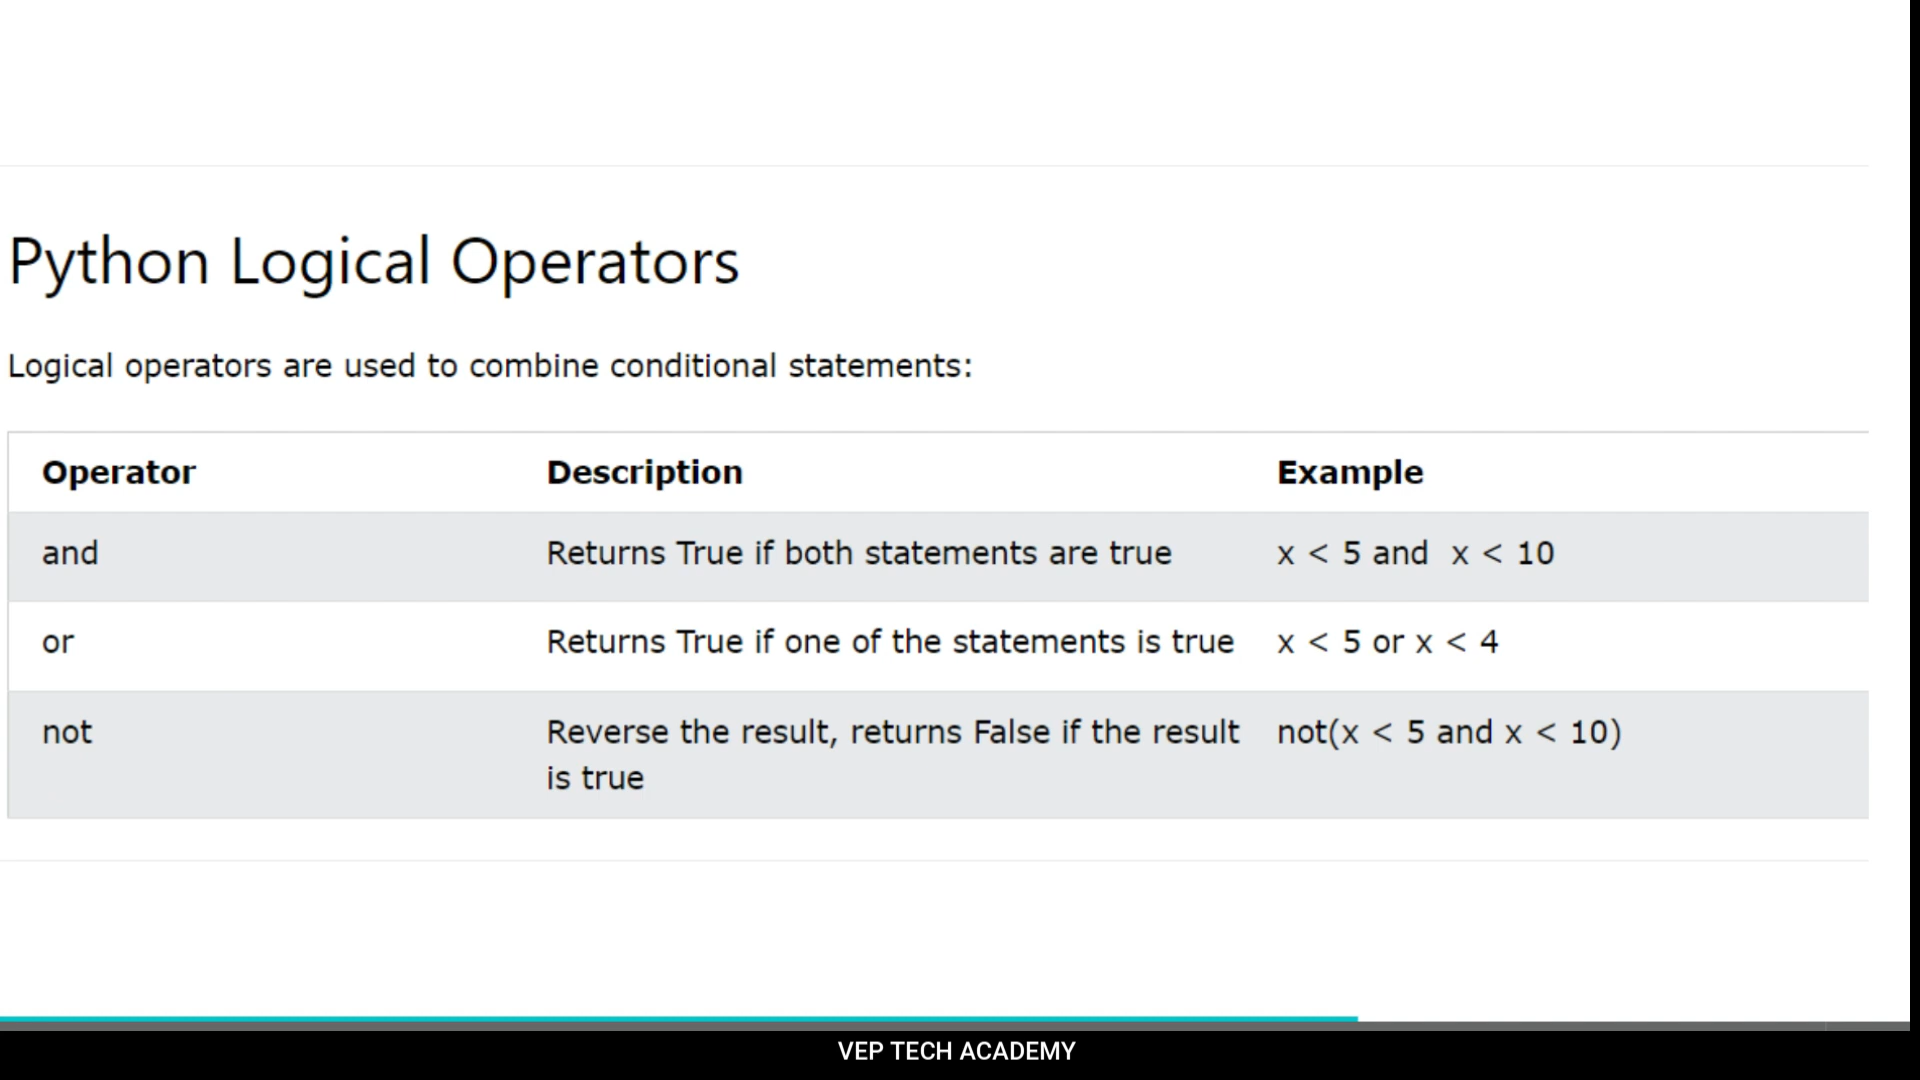 Python Logical Operators
Logical operators are used to combine conditional statements:
Operator Description Example
and Returns True if both statements are true x < 5 and  x < 10
or Returns True if one of the statements is true x < 5 or x < 4
not Reverse the result, returns False if the result not(x < 5 and x < 10)
is true
VEP TECH ACADEMY